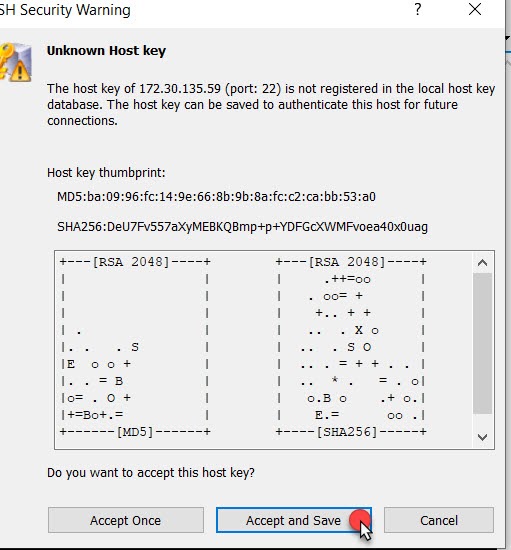 SH Security Warning
?
Unknown Host key
The host key of 172.30.135.59 (port: 22) is not registered in the local host key
database. The host key can be saved to authenticate this host for future
connections.
Host key thumbprint:
MD5:ba:09:96:fc:14:9e:66:8b:9b:8a:fc:c2:ca:bb:53:a0
SHA256:DeU7Fv557aXyMEBKQBmp+p+YDFGcXWMFvoea40x0uag
+---[RSA 2048]----+        +---[RSA 2048]----+
|                 |        |      .++=oo     |
|                 |        |    . oo= +      |
|                 |        |     +.. + +     |
| .               |        |    ..  . X o    |
|. .    . S       |        |   ..  . S O     |
|E  o o +         |        |   .. . = + + . .|
| . . = B         |        |   ..  * .   = . o|
|o= . O +         |        |    o.B o    .+ o.|
|+=Bo+.=          |        |     E.=      oo .|
+------[MD5]------+        +----[SHA256]-----+
Do you want to accept this host key?
Accept Once Accept and Save Cancel